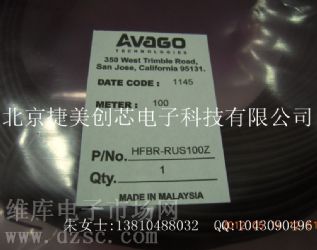 AVAGO
TECHNOLOGIES
350 West Trimble Road,
San Jose, California 95131.
DATE CODE : 1145
METER : 100
北京捷美创芯电子科技有限公司
P/No. HFBR-RUS100Z
Qty. 1
MADE IN MALAYSIA
维库电子市场网
www.dzsc.com
朱女士:13810488032 QQ:1043090496